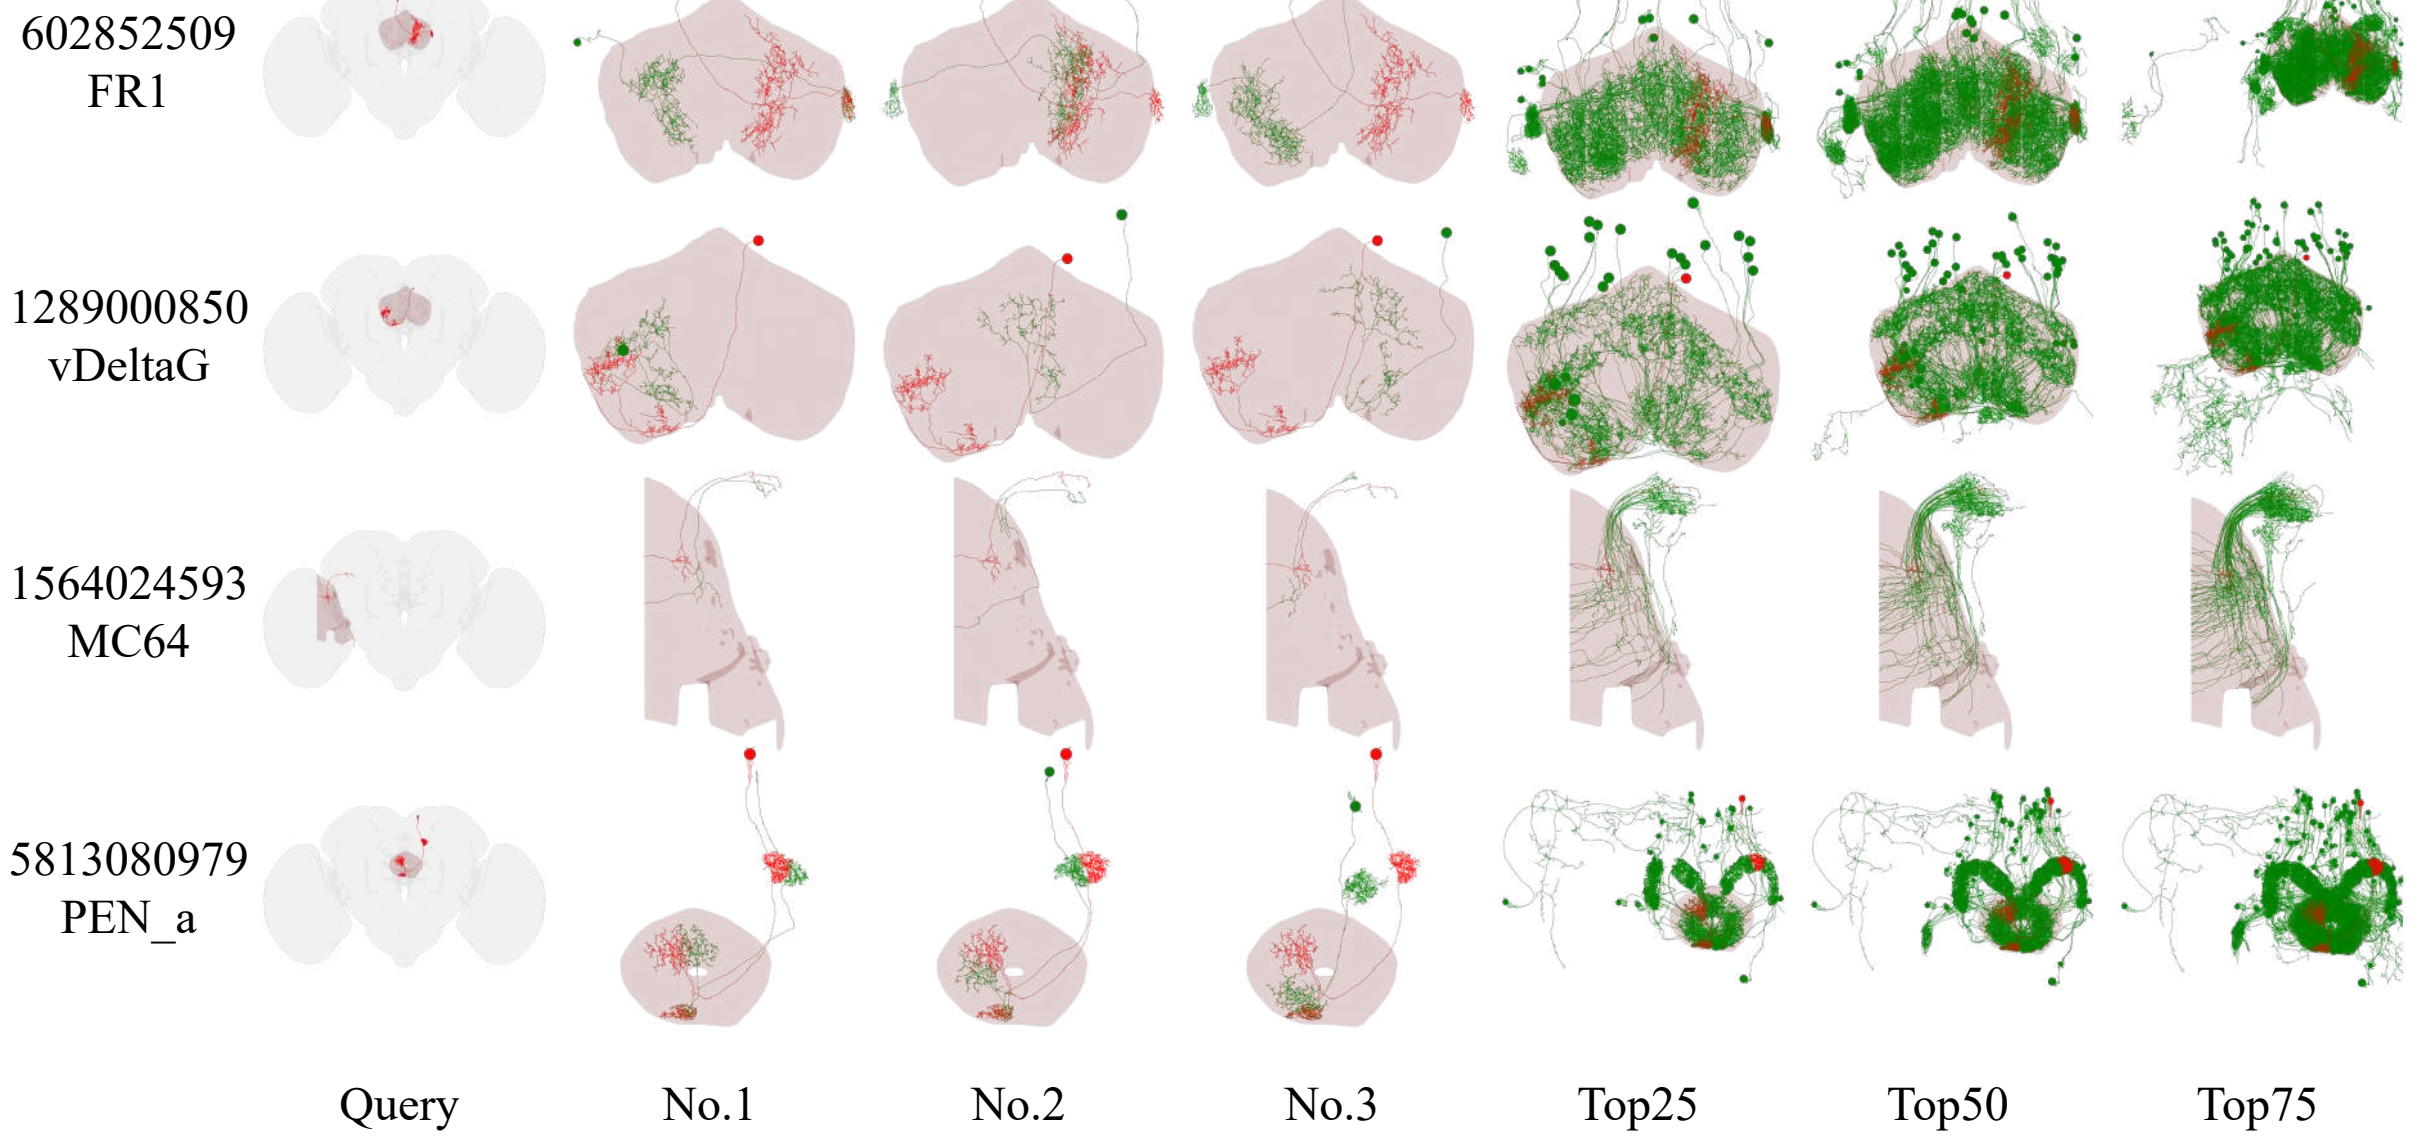 602852509
FR1
1289000850
vDeltaG
1564024593
MC64
5813080979
PEN_a
Query No.1 No.2 No.3 Top25 Top50 Top75